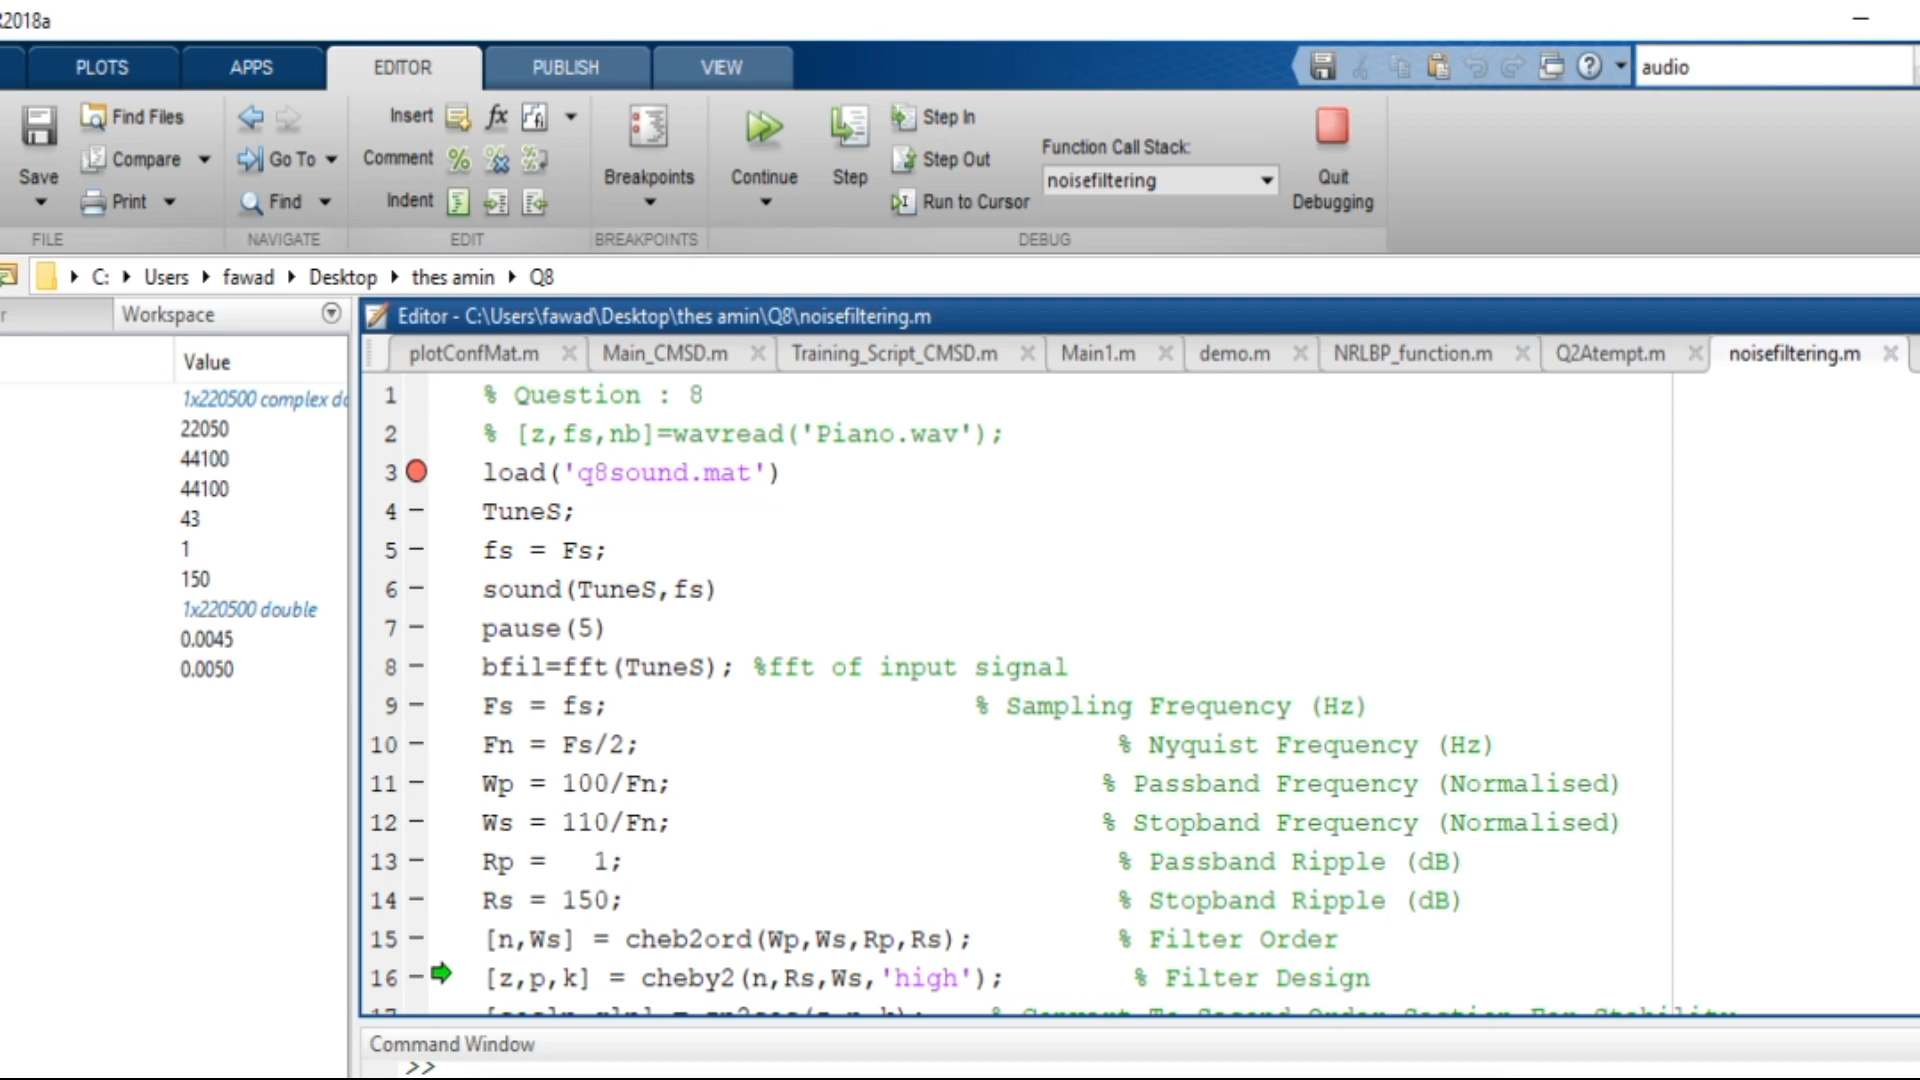 R2018a
PLOTS APPS EDITOR PUBLISH VIEW audio
Save
Find Files
Compare
Print
FILE
Go To
Find
NAVIGATE
Insert fx
Comment
Indent
EDIT
Breakpoints
BREAKPOINTS
Continue
Step
Step In
Step Out
Run to Cursor
Function Call Stack:
noisefiltering
Quit
Debugging
DEBUG
C: Users fawad Desktop thes amin Q8
Workspace
Value
1x220500 complex do
22050
44100
44100
43
1
150
1x220500 double
0.0045
0.0050
Editor - C:\Users\fawad\Desktop\thes amin\Q8\noisefiltering.m
plotConfMat.m Main_CMSD.m Training_Script_CMSD.m Main1.m demo.m NRLBP_function.m Q2Atempt.m noisefiltering.m
1 % Question : 8
2 % [z,fs,nb]=wavread('Piano.wav');
3 load('q8sound.mat')
4 – TuneS;
5 – fs = Fs;
6 – sound(TuneS,fs)
7 – pause(5)
8 – bfil=fft(TuneS); %fft of input signal
9 – Fs = fs; % Sampling Frequency (Hz)
10 – Fn = Fs/2; % Nyquist Frequency (Hz)
11 – Wp = 100/Fn; % Passband Frequency (Normalised)
12 – Ws = 110/Fn; % Stopband Frequency (Normalised)
13 – Rp = 1; % Passband Ripple (dB)
14 – Rs = 150; % Stopband Ripple (dB)
15 – [n,Ws] = cheb2ord(Wp,Ws,Rp,Rs); % Filter Order
16 – [z,p,k] = cheby2(n,Rs,Ws,'high'); % Filter Design
Command Window
>>